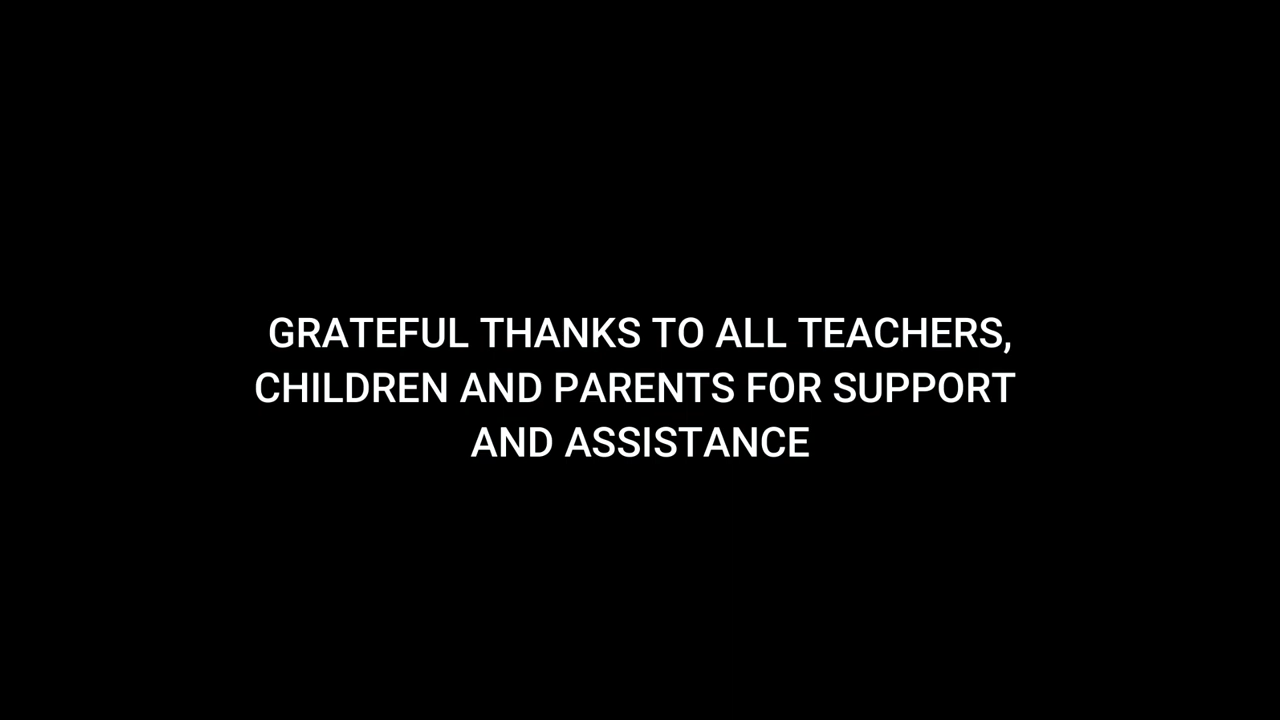 GRATEFUL THANKS TO ALL TEACHERS,
CHILDREN AND PARENTS FOR SUPPORT
AND ASSISTANCE